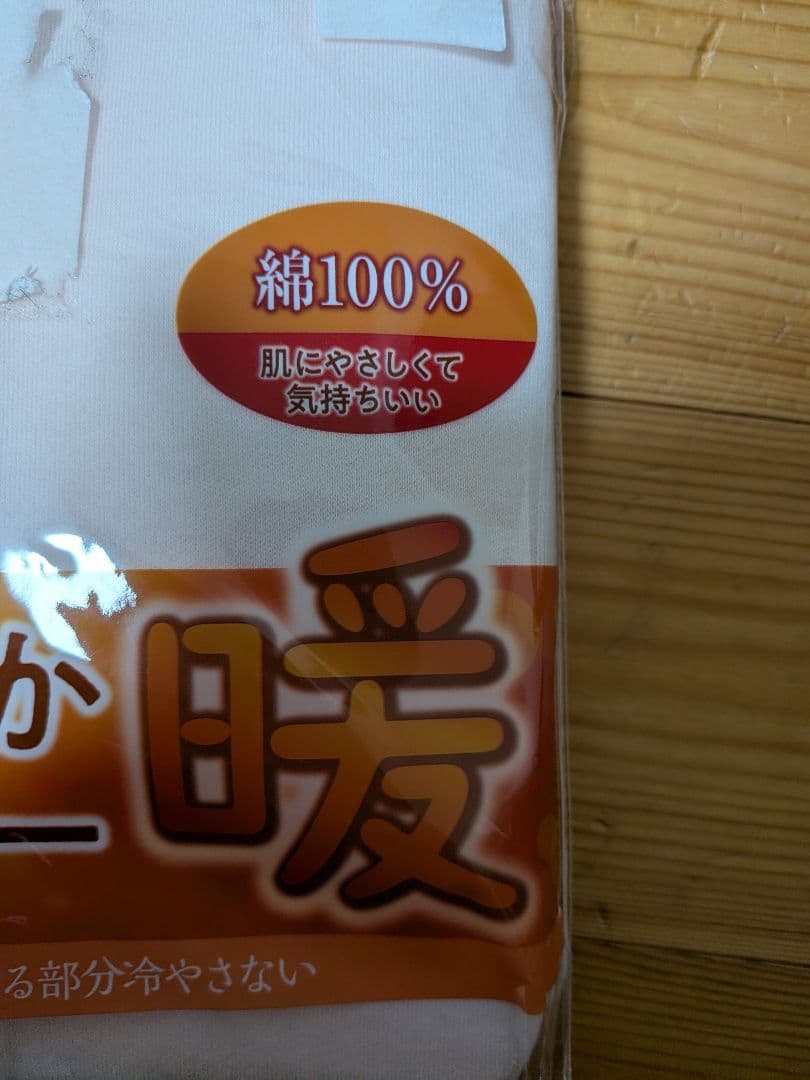 綿100%
肌にやさしくて
気持ちいい
か
ー
暖
る部分冷やさない